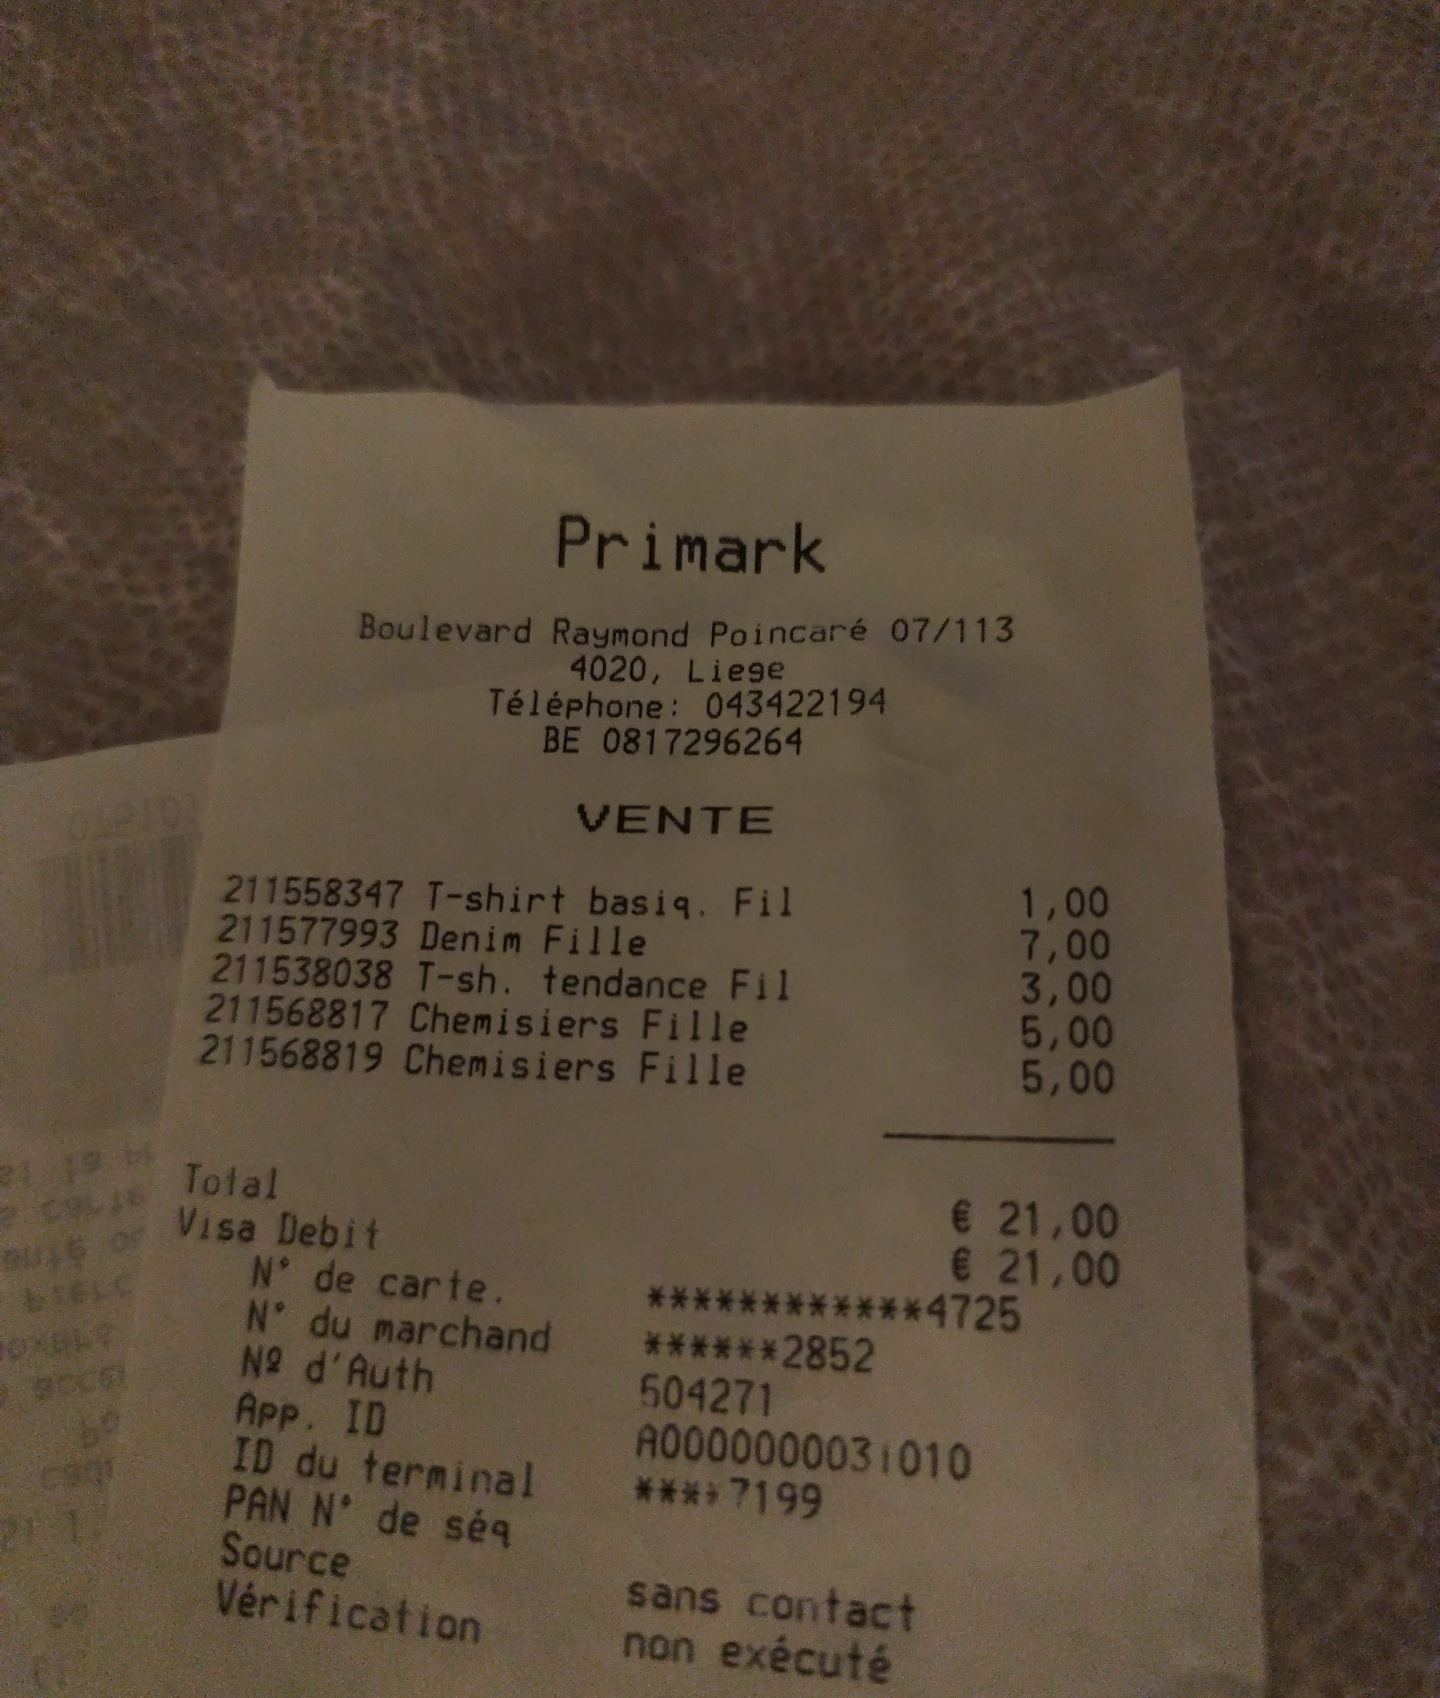 Primark
Boulevard Raymond Poincaré 07/113
4020, Liege
Téléphone: 043422194
BE 0817296264
VENTE
211558347 T-shirt basiq. Fil 1,00
211577993 Denim Fille 7,00
211538038 T-sh. tendance Fil 3,00
211568817 Chemisiers Fille 5,00
211568819 Chemisiers Fille 5,00
Total € 21,00
Visa Debit € 21,00
N° de carte. ************4725
N° du marchand ******2852
Nº d'Auth 504271
App. ID A0000000031010
ID du terminal ****7199
PAN N° de séq
Source sans contact
Vérification non exécuté